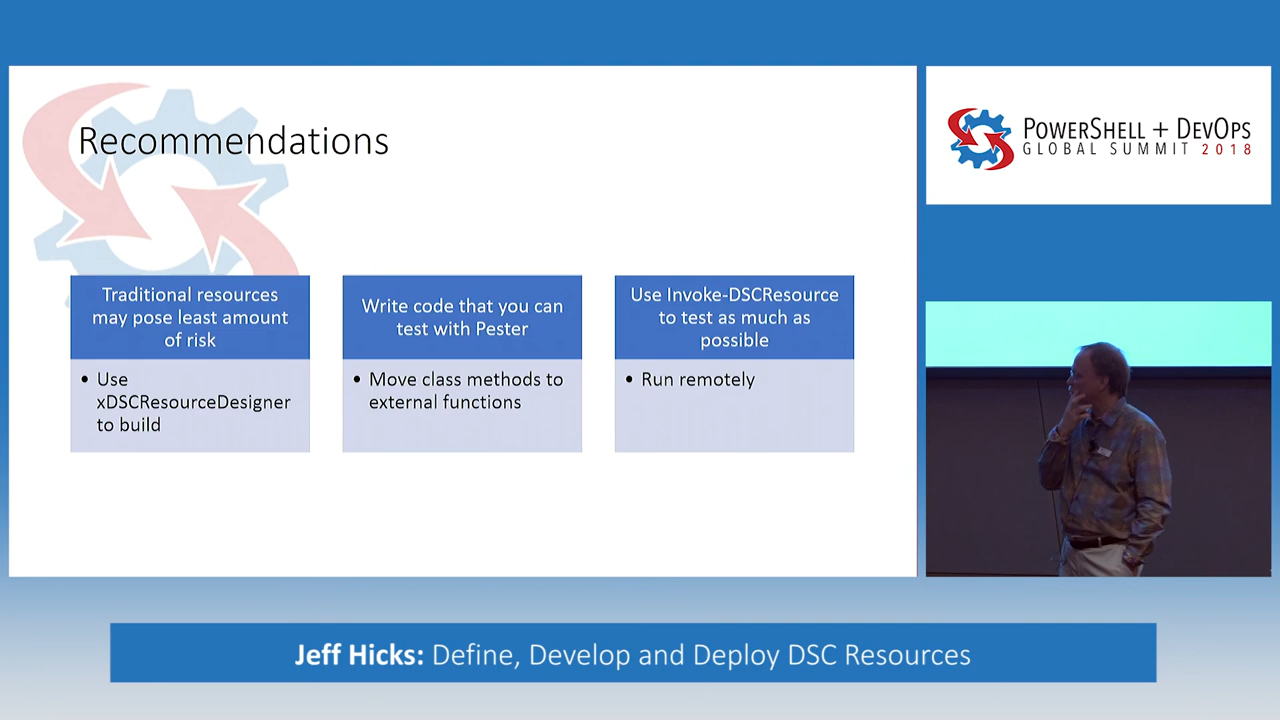 Recommendations
Traditional resources
may pose least amount
of risk
• Use
xDSCResourceDesigner
to build
Write code that you can
test with Pester
• Move class methods to
external functions
Use Invoke-DSCResource
to test as much as
possible
• Run remotely
POWERSHELL + DEVOPS
GLOBAL SUMMIT 2018
Jeff Hicks: Define, Develop and Deploy DSC Resources